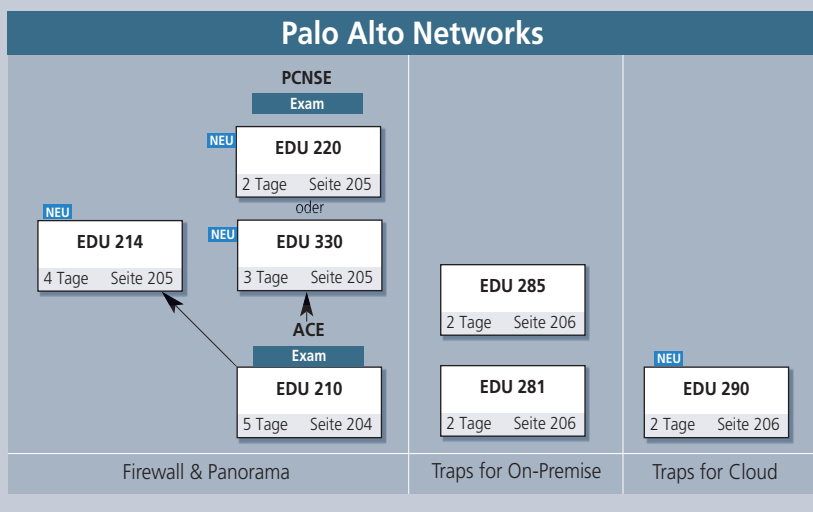 Palo Alto Networks
PCNSE
Exam
NEU
EDU 220
2 Tage Seite 205
oder
NEU
EDU 214
4 Tage Seite 205
NEU
EDU 330
3 Tage Seite 205
ACE
Exam
EDU 210
5 Tage Seite 204
Firewall & Panorama
EDU 285
2 Tage Seite 206
EDU 281
2 Tage Seite 206
Traps for On-Premise
NEU
EDU 290
2 Tage Seite 206
Traps for Cloud